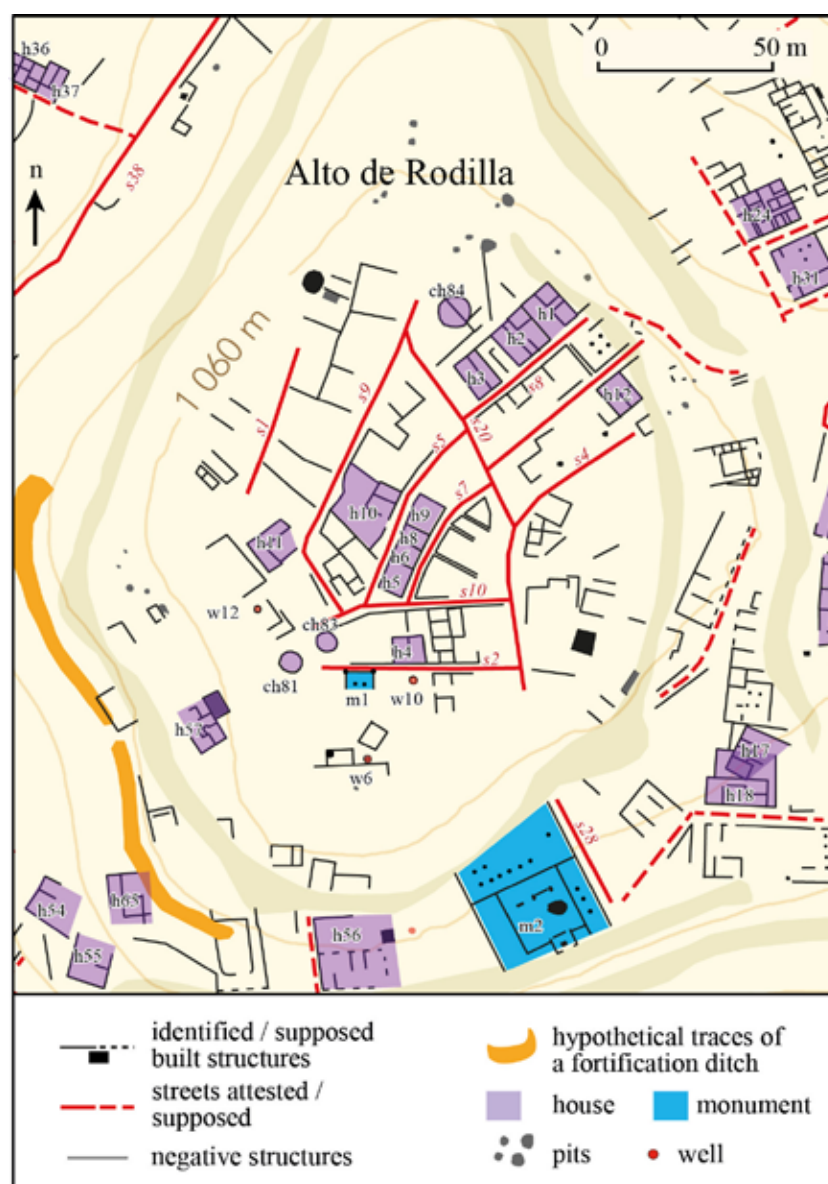 h36
h37
0 50 m
n
s38
Alto de Rodilla
h24
h31
ch84
h1
h2
h3
1 060 m
s9
s8
h12
s1
s20
s5
s4
s7
h10
h9
h8
h6
h5
h11
s10
w12
ch83
h4
s2
ch81
m1
w10
h57
w6
h17
h18
s28
h54
h65
h55
h56
m2
identified / supposed
built structures
streets attested /
supposed
negative structures
hypothetical traces of
a fortification ditch
house
monument
pits
well